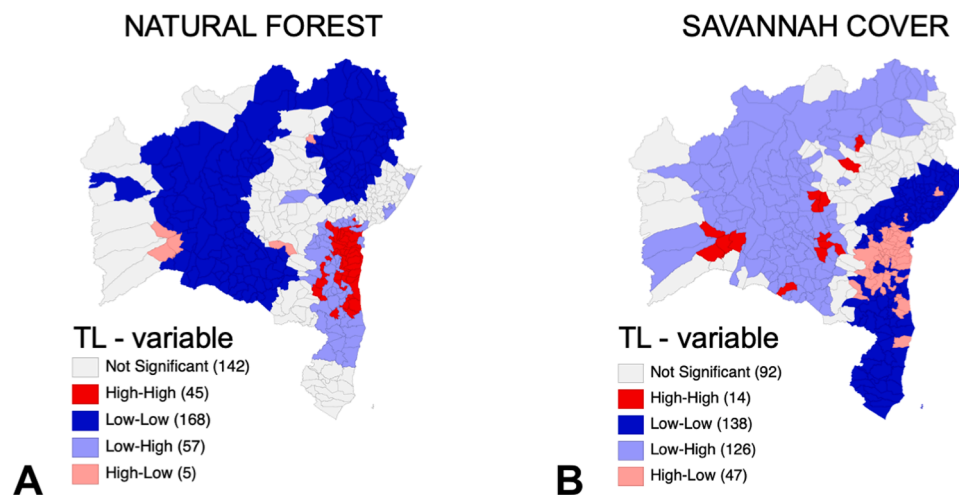 NATURAL FOREST
TL - variable
Not Significant (142)
High-High (45)
Low-Low (168)
Low-High (57)
High-Low (5)
A
SAVANNAH COVER
TL - variable
Not Significant (92)
High-High (14)
Low-Low (138)
Low-High (126)
High-Low (47)
B